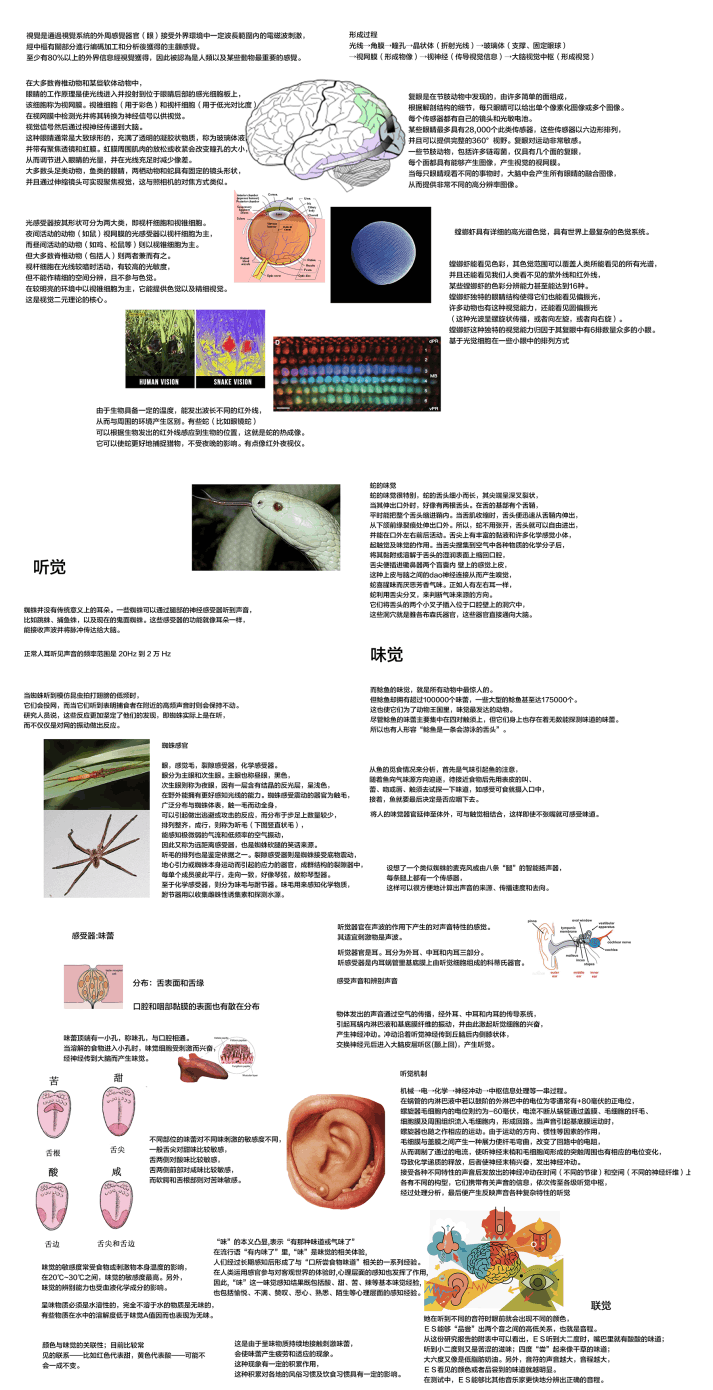 視覺是通過視覺系統的外周感覺器官（眼）接受外界環境中一定波長範圍內的電磁波刺激，
經中樞有關部分進行編碼加工和分析後獲得的主觀感覺。
至少有80%以上的外界信息經視覺獲得，因此被認為是人類以及某些動物最重要的感覺。
形成过程
光线→角膜→瞳孔→晶状体（折射光线）→玻璃体（支撑、固定眼球）
→视网膜（形成物像）→视神经（传导视觉信息）→大脑视觉中枢（形成视觉）
在大多数脊椎动物和某些软体动物中，
眼睛的工作原理是使光线进入并投射到位于眼睛后部的感光细胞板上，
该细胞称为视网膜。视锥细胞（用于彩色）和视杆细胞（用于低光对比度）
在视网膜中检测光并将其转换为神经信号以供视觉。
视觉信号然后通过视神经传递到大脑。
这种眼睛通常是大致球形的，充满了透明的凝胶状物质，称为玻璃体液，
并带有聚焦透镜和虹膜。虹膜周围肌肉的放松或收紧会改变瞳孔的大小，
从而调节进入眼睛的光量，并在光线充足时减少像差。
大多数头足类动物，鱼类的眼睛，两栖动物和蛇具有固定的镜头形状，
并且通过伸缩镜头可实现聚焦视觉，这与照相机的对焦方式类似。
复眼是在节肢动物中发现的，由许多简单的面组成，
根据解剖结构的细节，每只眼睛可以给出单个像素化图像或多个图像。
每个传感器都有自己的镜头和光敏电池。
某些眼睛最多具有28,000个此类传感器，这些传感器以六边形排列，
并且可以提供完整的360°视野。复眼对运动非常敏感。
一些节肢动物，包括许多链霉菌，仅具有几个面的复眼，
每个面都具有能够产生图像，产生视觉的视网膜。
当每只眼睛观看不同的事物时，大脑中会产生所有眼睛的融合图像，
从而提供非常不同的高分辨率图像。
光感受器按其形状可分为两大类，即视杆细胞和视锥细胞。
夜间活动的动物（如鼠）视网膜的光感受器以视杆细胞为主，
而昼间活动的动物（如鸡、松鼠等）则以视锥细胞为主。
但大多数脊椎动物（包括人）则两者兼而有之。
视杆细胞在光线较暗时活动，有较高的光敏度，
但不能作精细的空间分辨，且不参与色觉。
在较明亮的环境中以视锥细胞为主，它能提供色觉以及精细视觉。
这是视觉二元理论的核心。
螳螂虾具有详细的高光谱色觉，具有世界上最复杂的色觉系统。
螳螂虾能看见色彩，其色觉范围可以覆盖人类所能看见的所有光谱，
并且还能看见我们人类看不见的紫外线和红外线，
某些螳螂虾的色彩分辨能力甚至能达到16种。
螳螂虾独特的眼睛结构使得它们也能看见偏振光，
许多动物也有这种视觉能力，还能看见圆偏振光
（这种光波呈螺旋状传播，或者向左旋，或者向右旋）。
螳螂虾这种独特的视觉能力归因于其复眼中有6排数量众多的小眼。
基于光觉细胞在一些小眼中的排列方式
HUMAN VISION
SNAKE VISION
dPR
2
3
MB
4
5
6
vPR
由于生物具备一定的温度，能发出波长不同的红外线，
从而与周围的环境产生区别。有些蛇（比如眼镜蛇）
可以根据生物发出的红外线感应到生物的位置，这就是蛇的热成像。
它可以使蛇更好地捕捉猎物，不受夜晚的影响。有点像红外夜视仪。
蛇的味觉
蛇的味觉很特别，蛇的舌头细小而长，其尖端呈深叉裂状，
当其伸出口外时，好像有两根舌头。在舌的基部有个舌鞘，
平时能把整个舌头缩进鞘内。当舌肌收缩时，舌头便迅速从舌鞘内伸出，
从下颌前缘裂痕处伸出口外。所以，蛇不用张开，舌头就可以自由进出，
并能在口外左右前后活动。舌尖上有丰富的黏液和许多化学感觉小体，
起触觉及味觉的作用。当舌尖搜集到空气中各种物质的化学分子后，
将其黏附或溶解于舌头的湿润表面上缩回口腔，
舌尖便插进犁鼻器两个盲囊内 壁上的感觉上皮，
这种上皮与脑之间的dao神经连接从而产生嗅觉，
蛇喜腥味而厌恶芳香气味。正如人有左右耳一样，
蛇利用舌尖分叉，来判断气味来源的方向。
它们将舌头的两个小叉子插入位于口腔壁上的洞穴中，
这些洞穴就是雅各布森氏器官，这些器官直接通向大脑。
听觉
蜘蛛并没有传统意义上的耳朵。一些蜘蛛可以通过腿部的神经感受器听到声音，
比如跳蛛、捕鱼蛛，以及现在的鬼面蜘蛛。这些感受器的功能就像耳朵一样，
能接收声波并将脉冲传达给大脑。
正常人耳听见声音的频率范围是 20Hz 到 2 万 Hz
味觉
当蜘蛛听到模仿昆虫拍打翅膀的低频时，
它们会投网，而当它们听到表明捕食者在附近的高频声音时则会保持不动。
研究人员说，这些反应更加坚定了他们的发现，即蜘蛛实际上是在听，
而不仅仅是对网的振动做出反应。
而鲶鱼的味觉，就是所有动物中最惊人的。
但鲶鱼却拥有超过100000个味蕾，一些大型的鲶鱼甚至达175000个。
这也使它们为了动物王国里，味觉最发达的动物。
尽管鲶鱼的味蕾主要集中在四对触须上，但它们身上也存在着无数能探测味道的味蕾。
所以也有人形容“鲶鱼是一条会游泳的舌头”。
蜘蛛感官
眼，感觉毛，裂隙感受器，化学感受器。
眼分为主眼和次生眼。主眼也称昼眼，黑色，
次生眼则称为夜眼，因有一层含有结晶的反光层，呈浅色，
在野外能拥有更好感知光线的能力。蜘蛛感受震动的器官为触毛，
广泛分布与蜘蛛体表，触一毛而动全身，
可以引起做出逃避或攻击的反应，而分布于步足上数量较少，
排列整齐，成行，则称为听毛（下图竖直状毛），
能感知极微弱的气流和低频率的空气振动，
因此又称为远距离感受器，也是蜘蛛软腿的笑话来源。
听毛的排列也是鉴定依据之一。裂隙感受器则是蜘蛛接受底物震动，
地心引力或蜘蛛本身运动而引起的应力的器官，成群结构的裂隙器中，
每单个成员彼此平行，走向一致，好像琴弦，故称琴型器。
至于化学感受器，则分为味毛与跗节器。味毛用来感知化学物质，
跗节器用以收集雌蛛性诱集素和探测水源。
从鱼的觅食情况来分析，首先是气味引起鱼的注意，
随着鱼向气味源方向迫逐，待接近食物后先用表皮的叫、
蕾、吻或唇、触须去试探一下味道，如感受可食就摄入口中，
接着，鱼就要最后决定是否应咽下去。
将人的味蕾器官延伸至体外，可与触觉相结合，这样即使不张嘴就可感受味道。
设想了一个类似蜘蛛的麦克风或由八条“腿”的智能扬声器，
每条腿上都有一个传感器，
这样可以很方便地计算出声音的来源、传播速度和去向。
感受器:味蕾
分布：舌表面和舌缘
口腔和咽部黏膜的表面也有散在分布
听觉器官在声波的作用下产生的对声音特性的感觉。
其适宜刺激物是声波。
听觉器官是耳。耳分为外耳、中耳和内耳三部分。
听感受器是内耳蜗管里基底膜上由听觉细胞组成的科蒂氏器官。
感受声音和辨别声音
味蕾顶端有一小孔，称味孔，与口腔相通。
当溶解的食物进入小孔时，味觉细胞受刺激而兴奋，
经神经传到大脑而产生味觉。
物体发出的声音通过空气的传播，经外耳、中耳和内耳的传导系统，
引起耳蜗内淋巴液和基底膜纤维的振动，并由此激起听觉细胞的兴奋，
产生神经冲动。冲动沿着听觉神经传到丘脑后内侧膝状体，
交换神经元后进入大脑皮层听区(颞上回)，产生听觉。
苦
甜
舌根
舌尖
酸
咸
舌边
舌尖和舌边
不同部位的味蕾对不同味刺激的敏感度不同，
一般舌尖对甜味比较敏感，
舌两侧对酸味比较敏感，
舌两侧前部对咸味比较敏感，
而软腭和舌根部则对苦味敏感。
听觉机制
机械→电→化学→神经冲动→中枢信息处理等一串过程。
在蜗管的内淋巴液中若以鼓阶的外淋巴中的电位为零通常有+80毫伏的正电位，
螺旋器毛细胞内的电位则约为-60毫伏，电流不断从蜗管通过盖膜、毛细胞的纤毛、
细胞膜及周围组织流入毛细胞内，形成回路。当声音引起基底膜运动时，
螺旋器也随之作相应的运动。由于运动的方向、惯性等因素的作用，
毛细膜与盖膜之间产生一种展力使纤毛弯曲，改变了回路中的电阻，
从而调制了通过的电流，使听神经末梢和毛细胞间形成的突触周围也有相应的电位变化，
导致化学递质的释放，后者使神经末梢兴奋，发出神经冲动。
接受各种不同特性的声音后发放出的神经冲动在时间（不同的节律）和空间（不同的神经纤维）上
各有不同的构型，它们携带有关声音的信息，依次传至各级听觉中枢，
经过处理分析，最后便产生反映声音各种复杂特性的听觉
味觉的敏感度常受食物或刺激物本身温度的影响，
在20℃~30℃之间，味觉的敏感度最高。另外，
味觉的辨别能力也受血液化学成分的影响。
呈味物质必须是水溶性的，完全不溶于水的物质是无味的，
有些物质在水中的溶解度低于味觉A值因而也表现为无味。
“味”的本义凸显,表示“有那种味道或气味了”
在流行语“有内味了”里，“味”是味觉的相关体验，
人们经过长期感知后形成了与“口所尝食物味道”相关的一系列经验。
在人类运用感官参与对客观世界的体验时,心理层面的感知也发挥了作用,
因此，“味”这一味觉感知结果既包括酸、甜、苦、辣等基本味觉经验，
也包括愉悦、不满、赞叹、恶心、熟悉、陌生等心理层面的感知经验。
联觉
她在听到不同的音符时眼前就会出现不同的颜色，
ＥＳ能够“品尝”出两个音之间的高低关系，也就是音程。
从这份研究报告的附表中可以看出，ＥＳ听到大二度时，嘴巴里就有酸酸的味道；
听到小二度则又是苦涩的滋味；四度“尝”起来像干草的味道；
大六度又像是低脂肪奶油。另外，音符的声音越大，音程越大，
ＥＳ看见的颜色或者品尝到的味道就越明显。
在测试中，ＥＳ能够比其他音乐家更快地分辨出正确的音程。
颜色与味觉的关联性；目前比较常
见的联系——比如红色代表甜，黄色代表酸——可能不
会一成不变。
这是由于呈味物质持续地接触刺激味蕾，
会使味蕾产生疲劳和适应的现象。
这种现象有一定的积累作用，
这种积累对各地的风俗习惯及饮食习惯具有一定的影响。